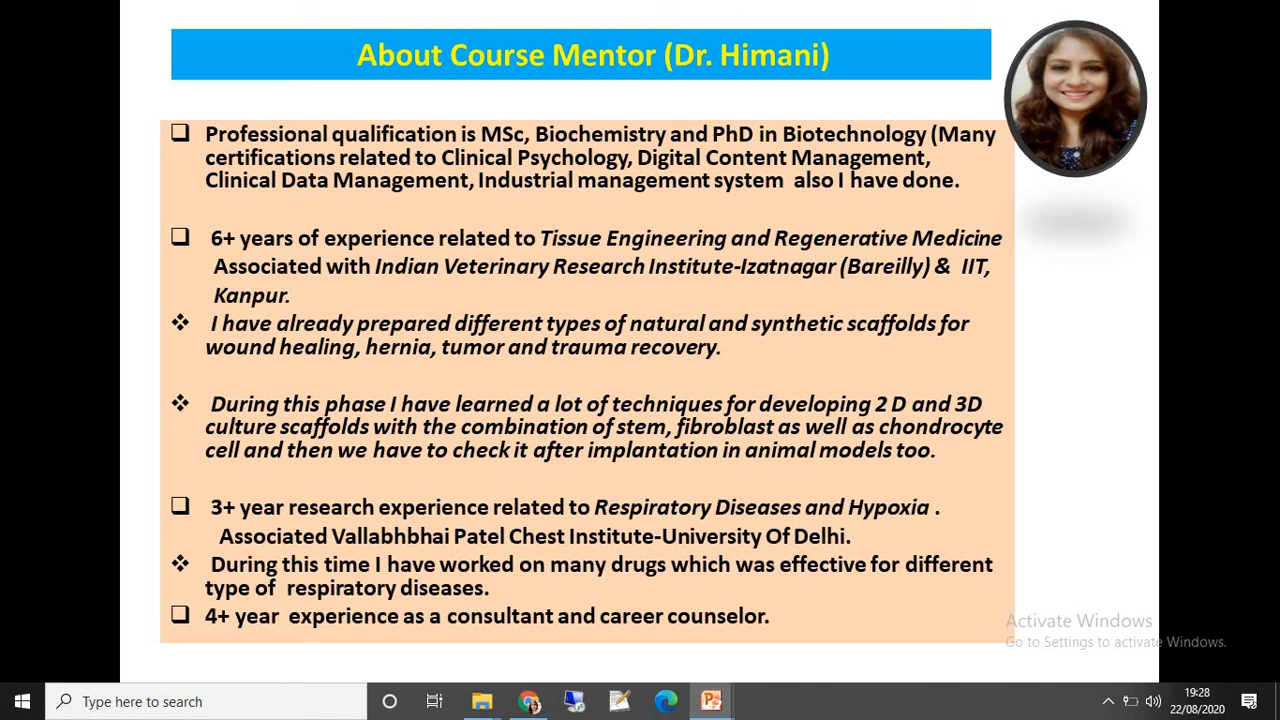 About Course Mentor (Dr. Himani)
Professional qualification is MSc, Biochemistry and PhD in Biotechnology (Many
certifications related to Clinical Psychology, Digital Content Management,
Clinical Data Management, Industrial management system also I have done.
6+ years of experience related to Tissue Engineering and Regenerative Medicine
Associated with Indian Veterinary Research Institute-Izatnagar (Bareilly) & IIT,
Kanpur.
I have already prepared different types of natural and synthetic scaffolds for
wound healing, hernia, tumor and trauma recovery.
During this phase I have learned a lot of techniques for developing 2 D and 3D
culture scaffolds with the combination of stem, fibroblast as well as chondrocyte
cell and then we have to check it after implantation in animal models too.
3+ year research experience related to Respiratory Diseases and Hypoxia .
Associated Vallabhbhai Patel Chest Institute-University Of Delhi.
During this time I have worked on many drugs which was effective for different
type of respiratory diseases.
4+ year experience as a consultant and career counselor.
Activate Windows
Go to Settings to activate Windows.
Type here to search
19:28
22/08/2020